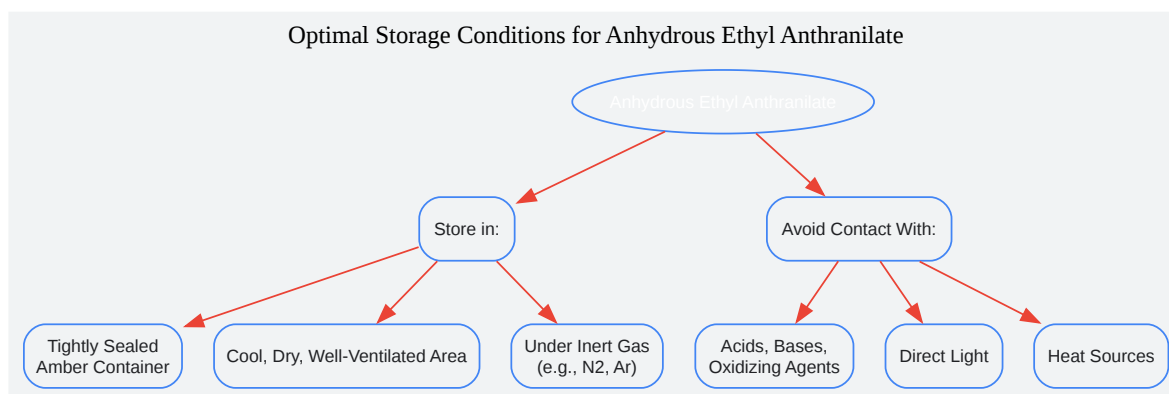 Optimal Storage Conditions for Anhydrous Ethyl Anthranilate
Anhydrous Ethyl Anthranilate
Store in:
Avoid Contact With:
Tightly Sealed
Amber Container
Cool, Dry, Well-Ventilated Area
Under Inert Gas
(e.g., N2, Ar)
Acids, Bases,
Oxidizing Agents
Direct Light
Heat Sources